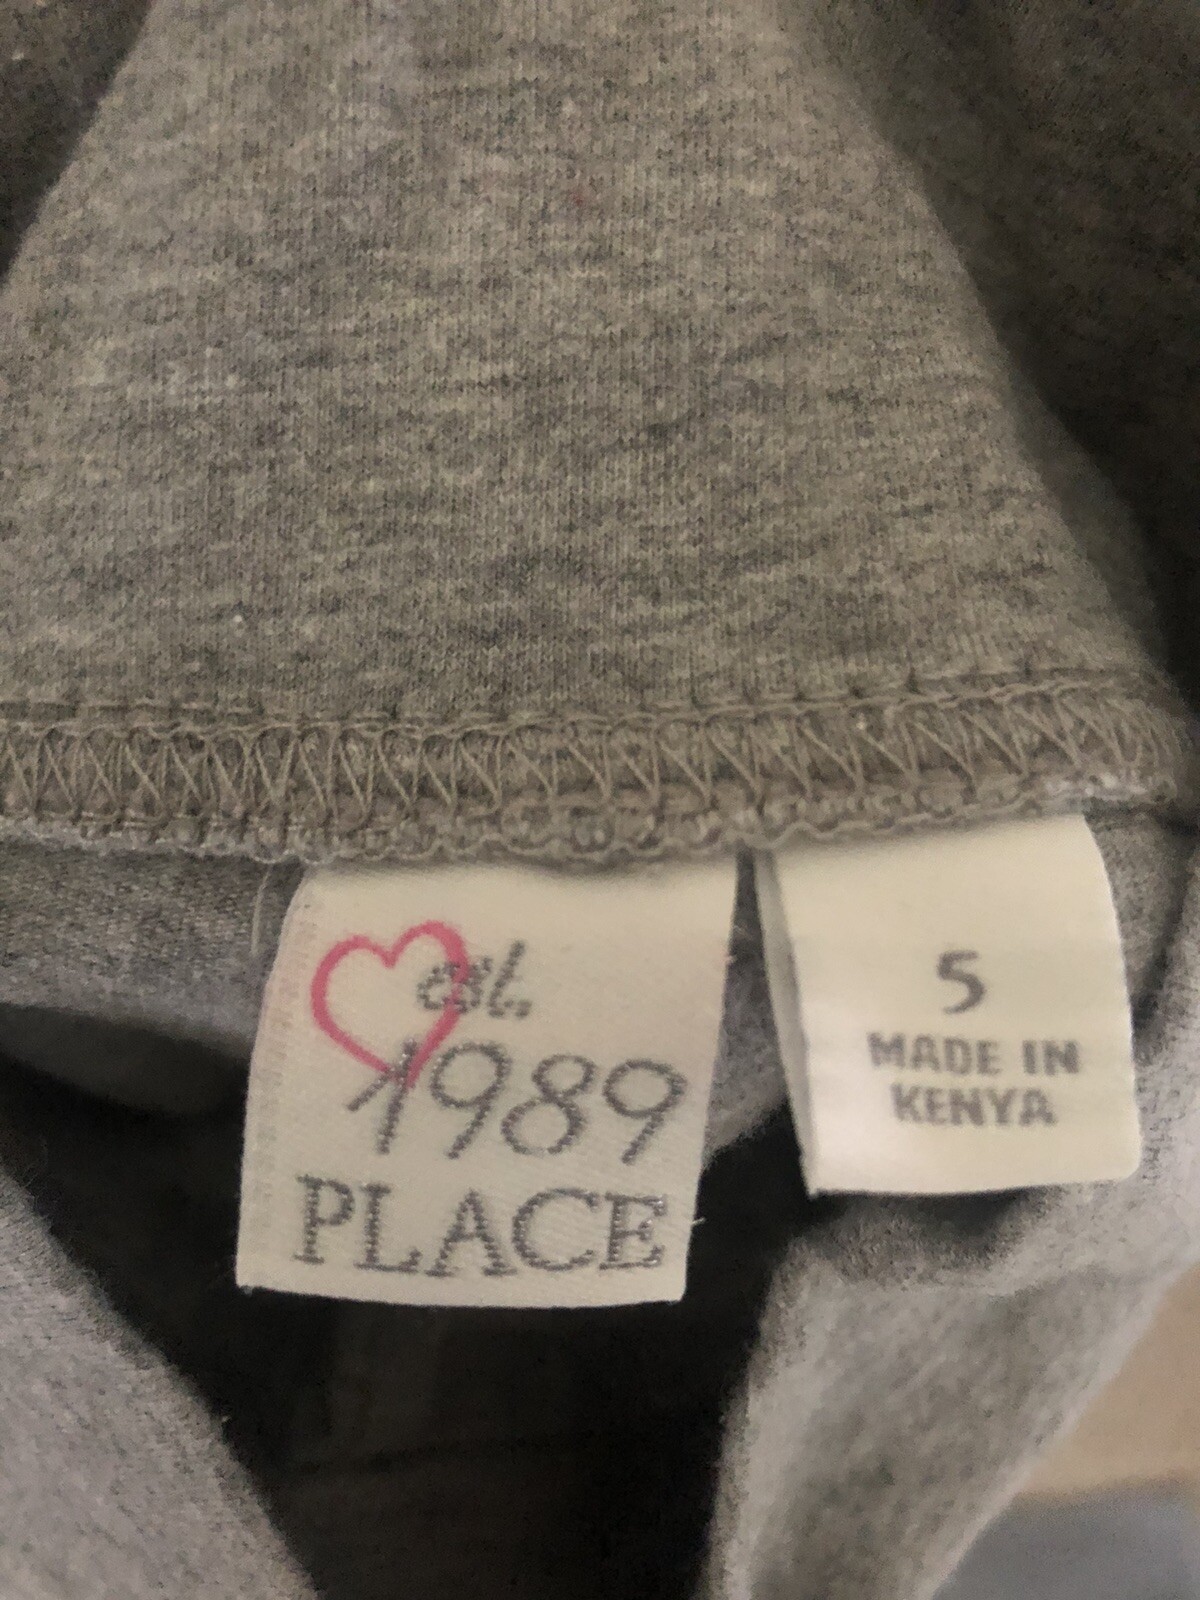 est.
1989
PLACE
5
MADE IN
KENYA